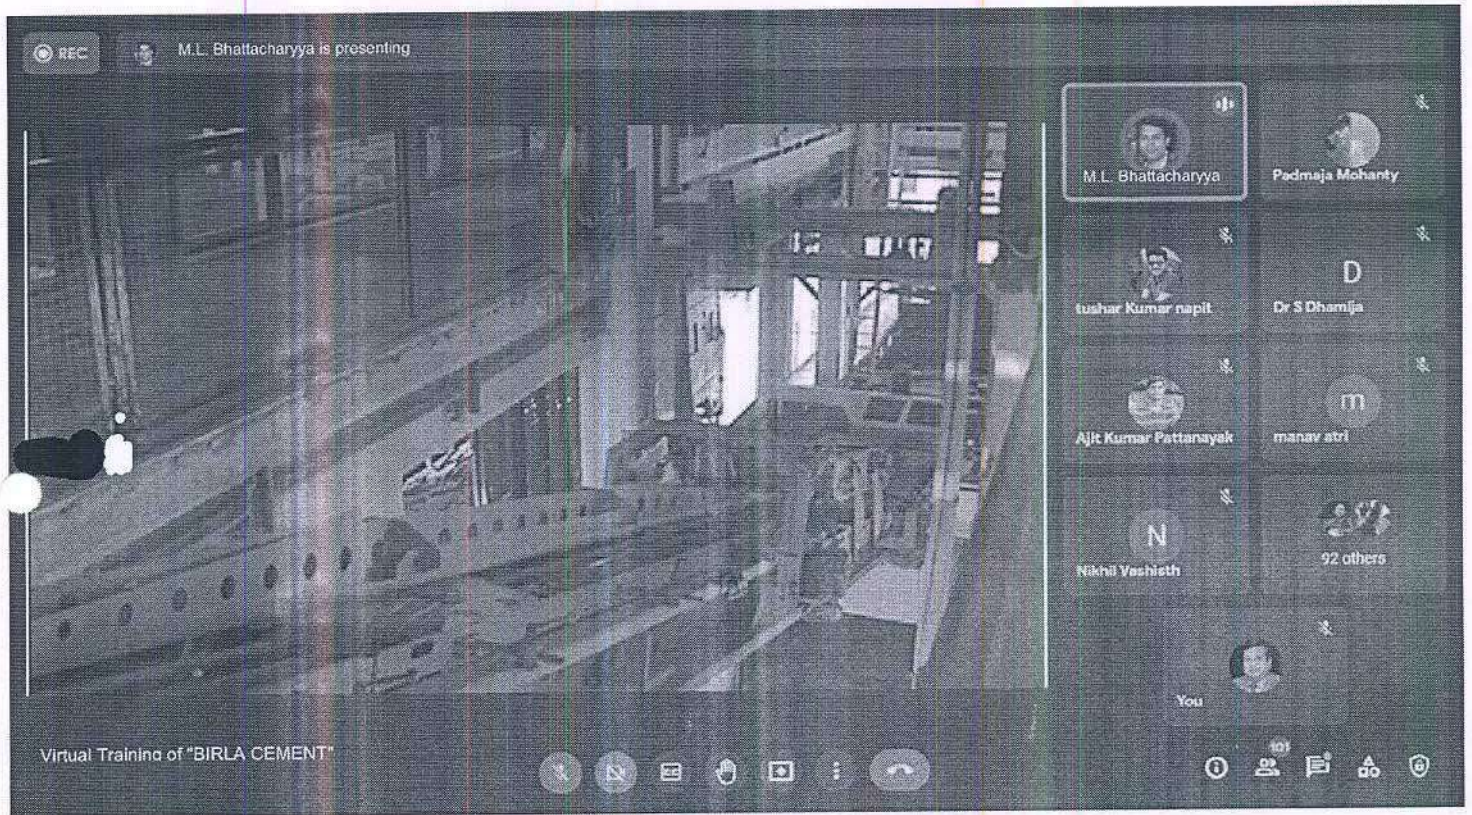 REC
M.L. Bhattacharyya is presenting
M.L. Bhattacharyya
Padmaja Mohanty
tushar Kumar napit
D
Dr S Dhamija
Ajit Kumar Pattanayak
m
manav atri
N
Nikhil Vashisth
92 others
You
Virtual Training of "BIRLA CEMENT"
101